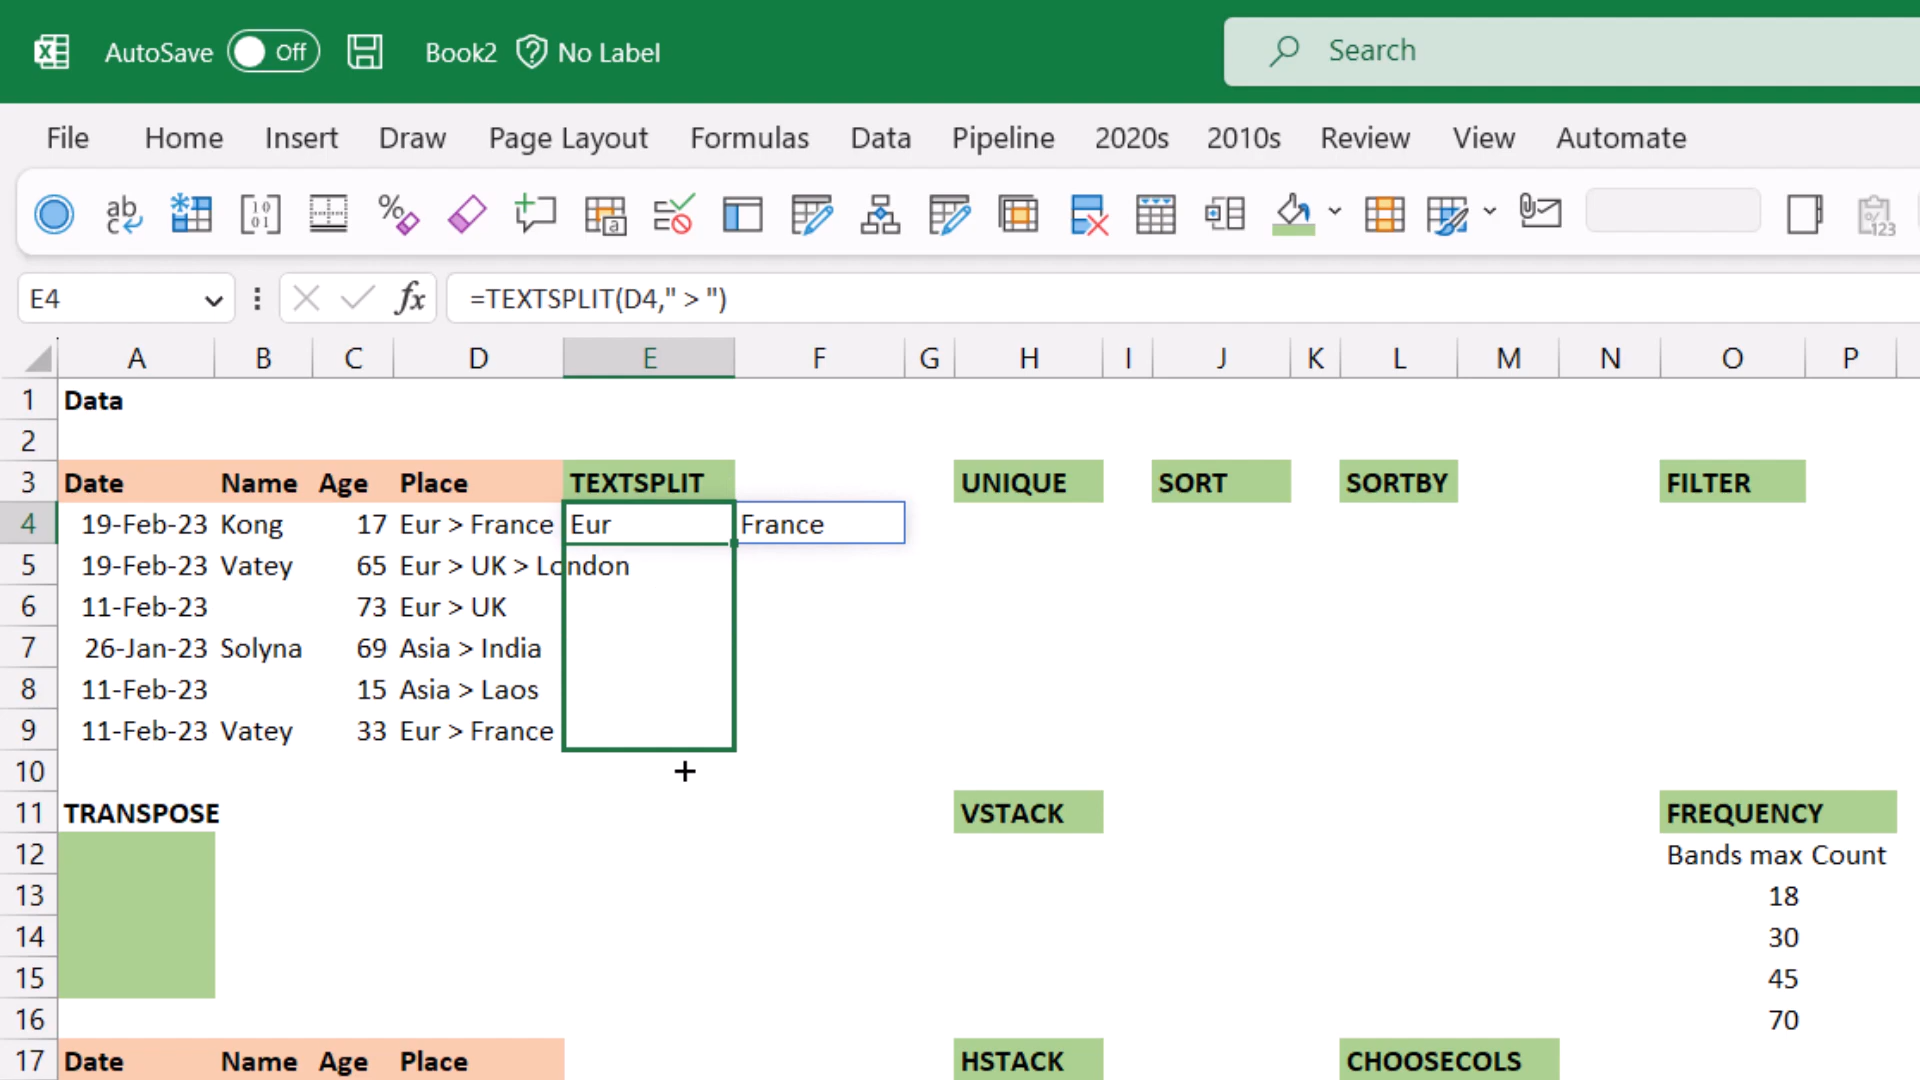 AutoSave Off Book2 No Label Search
File Home Insert Draw Page Layout Formulas Data Pipeline 2020s 2010s Review View Automate
E4 fx =TEXTSPLIT(D4," > ")
A B C D E F G H I J K L M N O P
1 Data
2
3 Date Name Age Place TEXTSPLIT UNIQUE SORT SORTBY FILTER
4 19-Feb-23 Kong 17 Eur > France Eur France
5 19-Feb-23 Vatey 65 Eur > UK > London
6 11-Feb-23 73 Eur > UK
7 26-Jan-23 Solyna 69 Asia > India
8 11-Feb-23 15 Asia > Laos
9 11-Feb-23 Vatey 33 Eur > France
10
11 TRANSPOSE VSTACK FREQUENCY
12 Bands max Count
13 18
14 30
15 45
16 70
17 Date Name Age Place HSTACK CHOOSECOLS